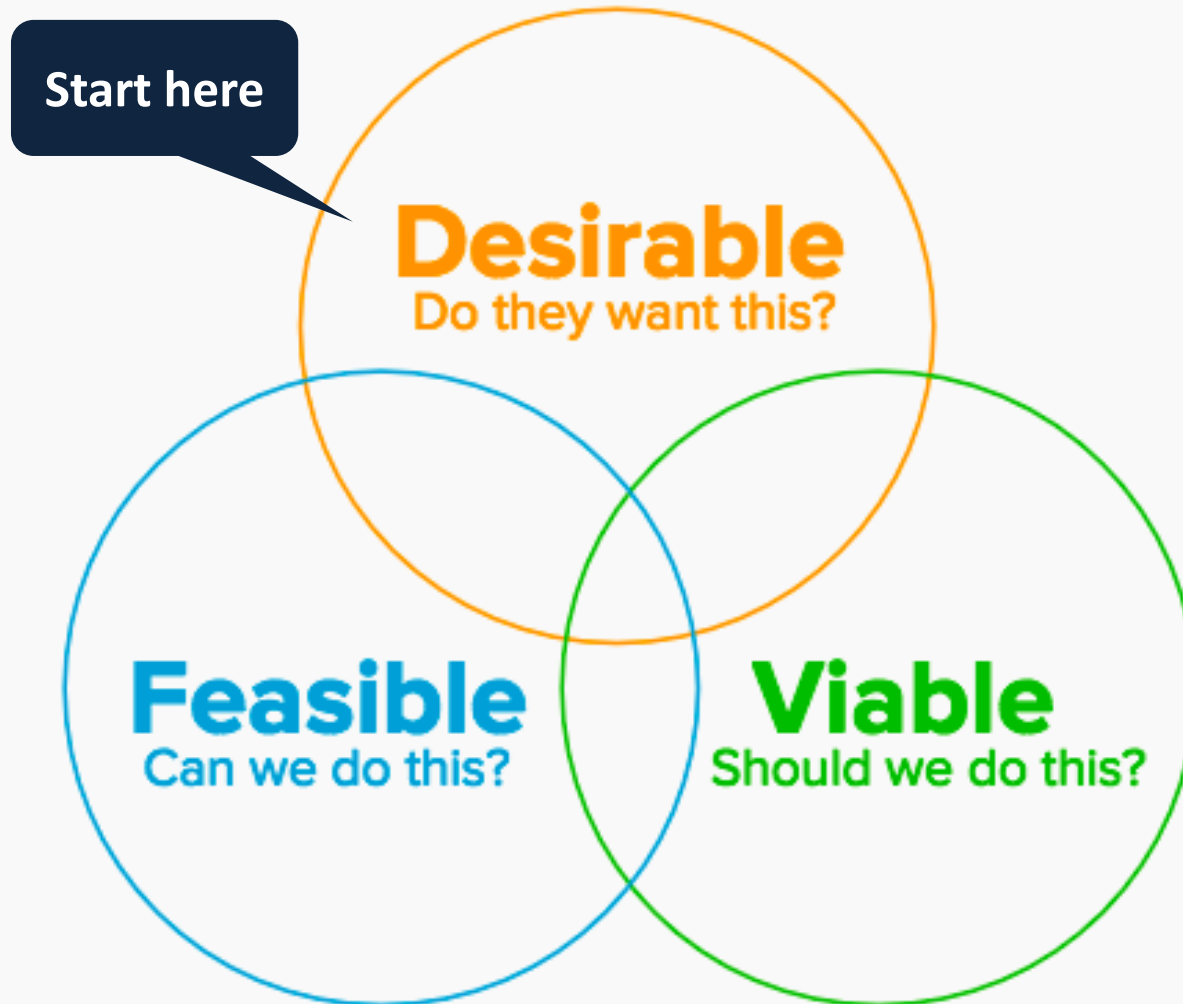 Start here
Desirable
Do they want this?
Feasible
Can we do this?
Viable
Should we do this?